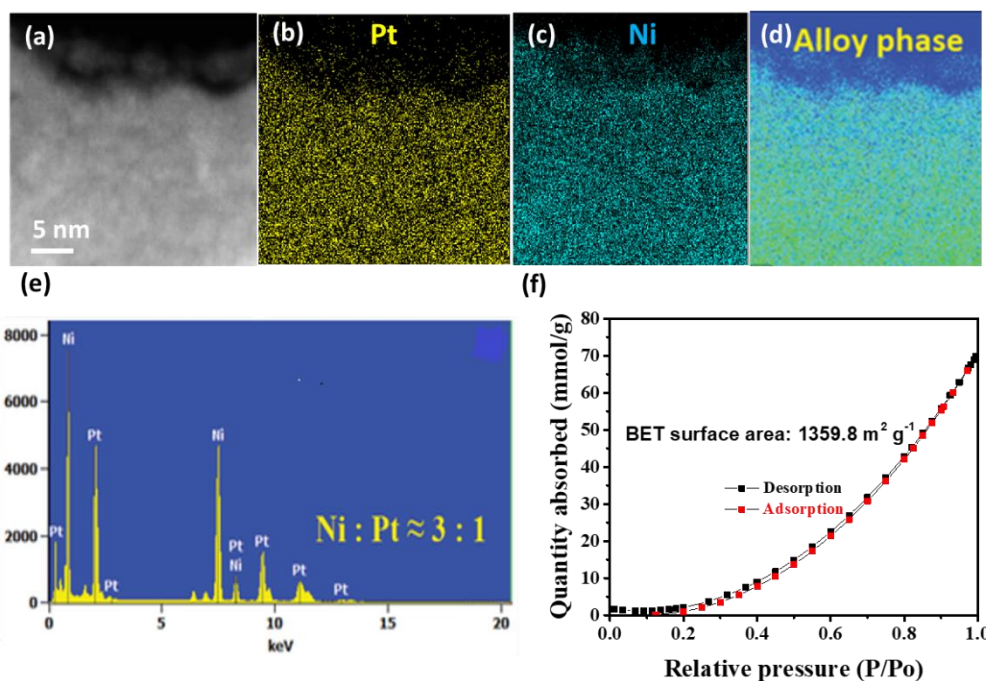 (a)
5 nm
(b) Pt
(c) Ni
(d) Alloy phase
(e)
8000
6000
4000
2000
0
Pt
Ni
Pt
Pt
Ni
Pt
Ni
Pt
Pt
Pt
Ni : Pt ≈ 3 : 1
0 5 10 15 20
keV
(f)
Quantity absorbed (mmol/g)
80
70
60
50
40
30
20
10
0
BET surface area: 1359.8 m² g⁻¹
Desorption
Adsorption
0.0 0.2 0.4 0.6 0.8 1.0
Relative pressure (P/Po)